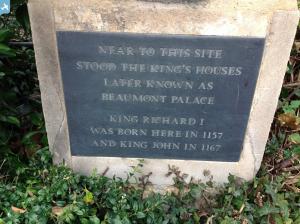 NEAR TO THIS SITE
STOOD THE KING'S HOUSES
LATER KNOWN AS
BEAUMONT PALACE
KING RICHARD I
WAS BORN HERE IN 1157
AND KING JOHN IN 1167